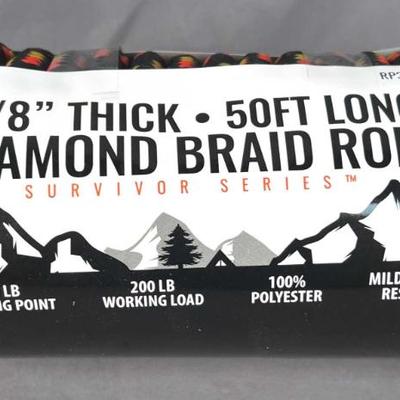 RP
/8” THICK • 50FT LONG
AMOND BRAID RO
SURVIVOR SERIES™
LB 200 LB 100% MILD
NG POINT WORKING LOAD POLYESTER RES